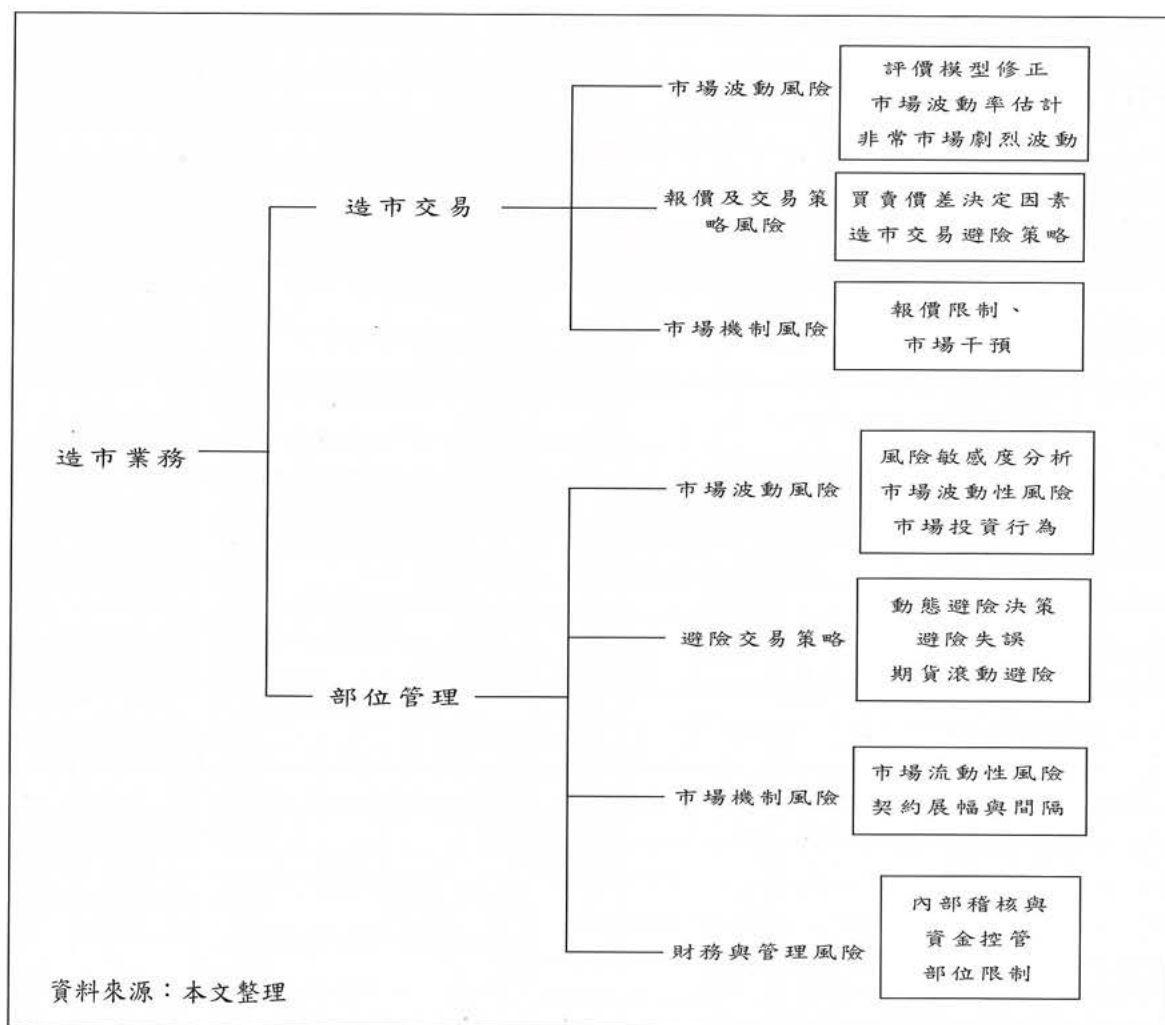 市場波動風險
評價模型修正
市場波動率估計
非常市場劇烈波動
造市交易
報價及交易策
略風險
買賣價差決定因素
造市交易避險策略
市場機制風險
報價限制、
市場干預
造市業務
市場波動風險
風險敏感度分析
市場波動性風險
市場投資行為
避險交易策略
動態避險決策
避險失誤
期貨滾動避險
部位管理
市場機制風險
市場流動性風險
契約展幅與間隔
財務與管理風險
內部稽核與
資金控管
部位限制
資料來源：本文整理